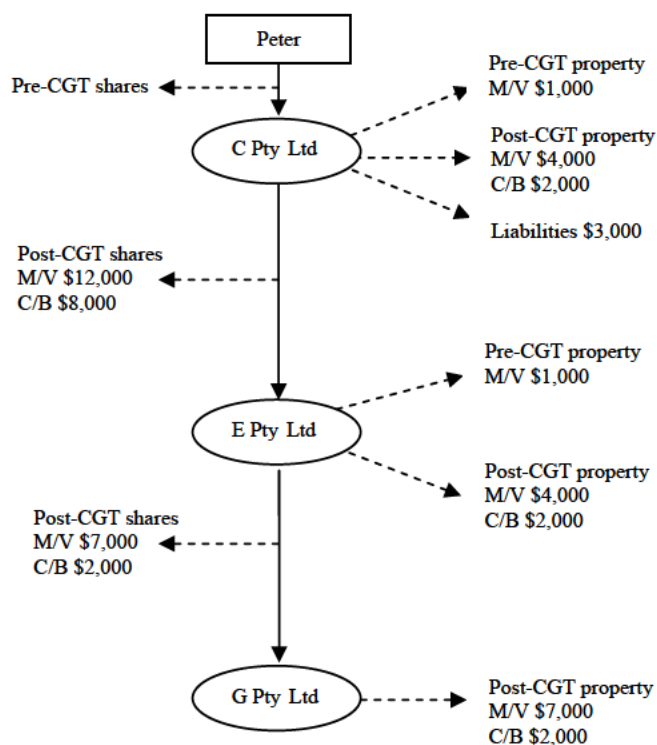 Peter
Pre-CGT shares
Pre-CGT property
M/V $1,000
C Pty Ltd
Post-CGT property
M/V $4,000
C/B $2,000
Liabilities $3,000
Post-CGT shares
M/V $12,000
C/B $8,000
Pre-CGT property
M/V $1,000
E Pty Ltd
Post-CGT property
M/V $4,000
C/B $2,000
Post-CGT shares
M/V $7,000
C/B $2,000
G Pty Ltd
Post-CGT property
M/V $7,000
C/B $2,000